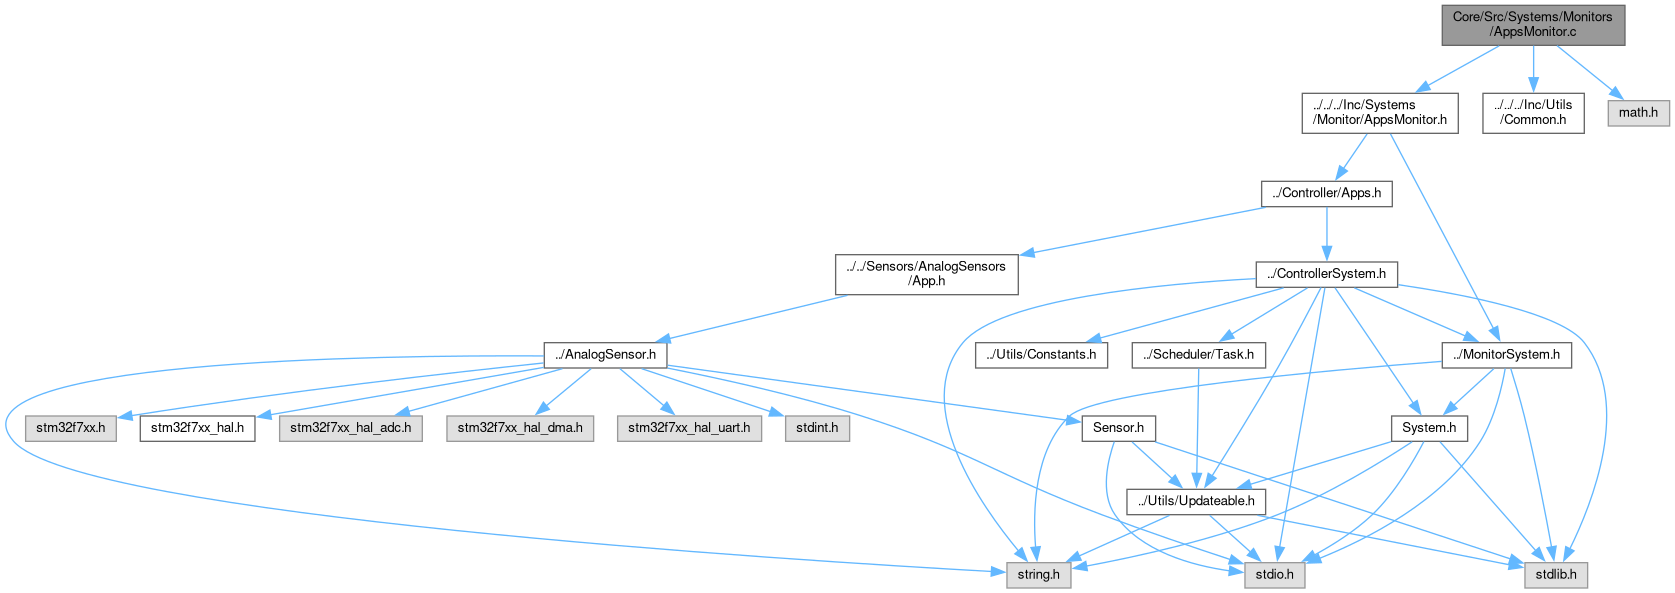 Core/Src/Systems/Monitors
/AppsMonitor.c
../../../Inc/Systems
/Monitor/AppsMonitor.h
../../../Inc/Utils
/Common.h
math.h
../Controller/Apps.h
../../Sensors/AnalogSensors
/App.h
../ControllerSystem.h
../AnalogSensor.h
../Utils/Constants.h
../Scheduler/Task.h
../MonitorSystem.h
stm32f7xx.h
stm32f7xx_hal.h
stm32f7xx_hal_adc.h
stm32f7xx_hal_dma.h
stm32f7xx_hal_uart.h
stdint.h
Sensor.h
System.h
../Utils/Updateable.h
string.h
stdio.h
stdlib.h